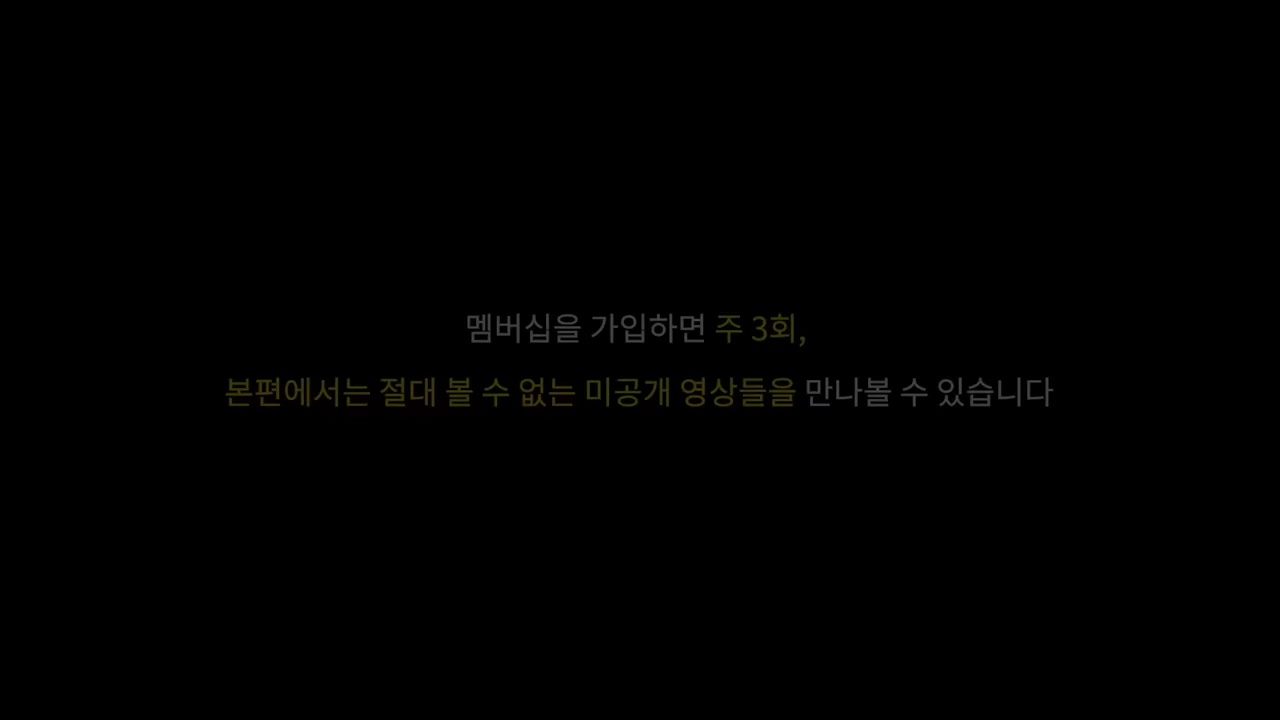 멤버십을 가입하면 주 3회,
본편에서는 절대 볼 수 없는 미공개 영상들을 만나볼 수 있습니다